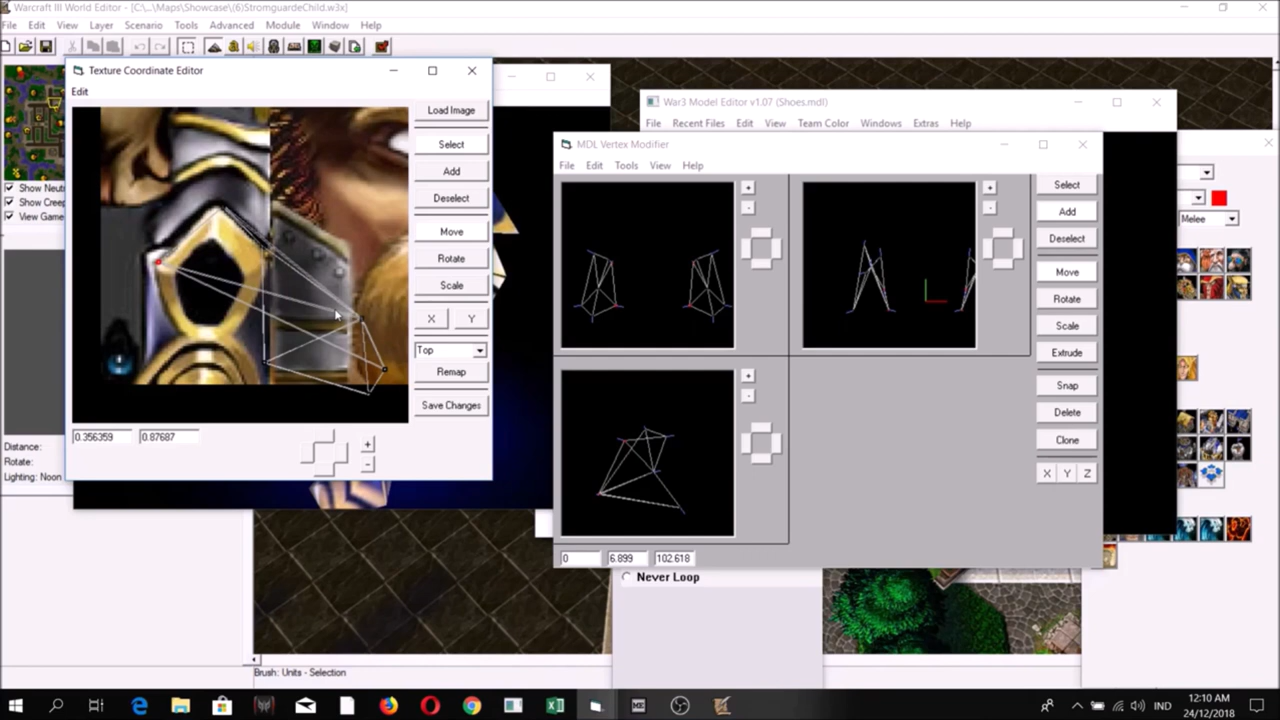 Warcraft III World Editor - [C:\...\Maps\Showcase\(6)StromguardeChild.w3x]
File Edit View Layer Scenario Tools Advanced Module Window Help
Texture Coordinate Editor
Edit
Load Image
Select
Add
Deselect
Move
Rotate
Scale
X Y
Top
Remap
Save Changes
0.356359 0.87687
+
-
War3 Model Editor v1.07 (Shoes.mdl)
File Recent Files Edit View Team Color Windows Extras Help
MDL Vertex Modifier
File Edit Tools View Help
+
-
+
-
+
-
Select
Add
Deselect
Move
Rotate
Scale
Extrude
Snap
Delete
Clone
X Y Z
0 6.899 102.618
Never Loop
Melee
Show Neut
Show Creep
View Game
Distance:
Rotate:
Lighting: Noon
Brush: Units - Selection
IND
12:10 AM
24/12/2018